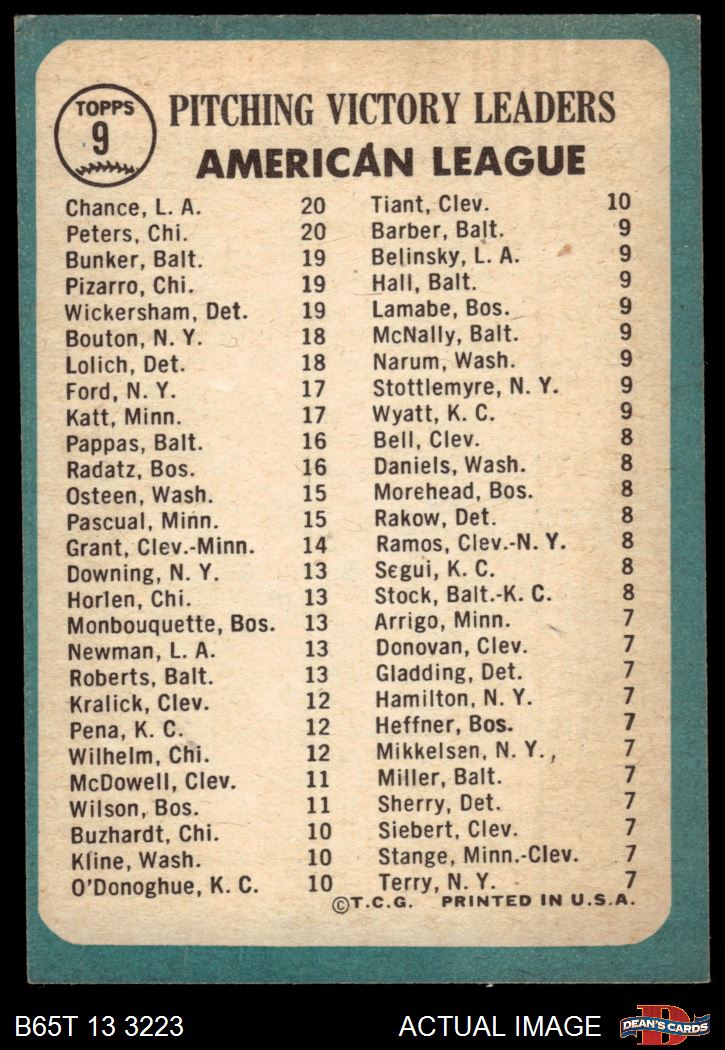 TOPPS
9
PITCHING VICTORY LEADERS
AMERICAN LEAGUE
Chance, L. A. 20
Peters, Chi. 20
Bunker, Balt. 19
Pizarro, Chi. 19
Wickersham, Det. 19
Bouton, N. Y. 18
Lolich, Det. 18
Ford, N. Y. 17
Katt, Minn. 17
Pappas, Balt. 16
Radatz, Bos. 16
Osteen, Wash. 15
Pascual, Minn. 15
Grant, Clev.-Minn. 14
Downing, N. Y. 13
Horlen, Chi. 13
Monbouquette, Bos. 13
Newman, L. A. 13
Roberts, Balt. 13
Kralick, Clev. 12
Pena, K. C. 12
Wilhelm, Chi. 12
McDowell, Clev. 11
Wilson, Bos. 11
Buzhardt, Chi. 10
Kline, Wash. 10
O'Donoghue, K. C. 10
Tiant, Clev. 10
Barber, Balt. 9
Belinsky, L. A. 9
Hall, Balt. 9
Lamabe, Bos. 9
McNally, Balt. 9
Narum, Wash. 9
Stottlemyre, N. Y. 9
Wyatt, K. C. 9
Bell, Clev. 8
Daniels, Wash. 8
Morehead, Bos. 8
Rakow, Det. 8
Ramos, Clev.-N. Y. 8
Segui, K. C. 8
Stock, Balt.-K. C. 8
Arrigo, Minn. 7
Donovan, Clev. 7
Gladding, Det. 7
Hamilton, N. Y. 7
Heffner, Bos. 7
Mikkelsen, N. Y. 7
Miller, Balt. 7
Sherry, Det. 7
Siebert, Clev. 7
Stange, Minn.-Clev. 7
Terry, N. Y. 7
©T.C.G. PRINTED IN U.S.A.
B65T 13 3223 ACTUAL IMAGE
D DEAN'S CARDS